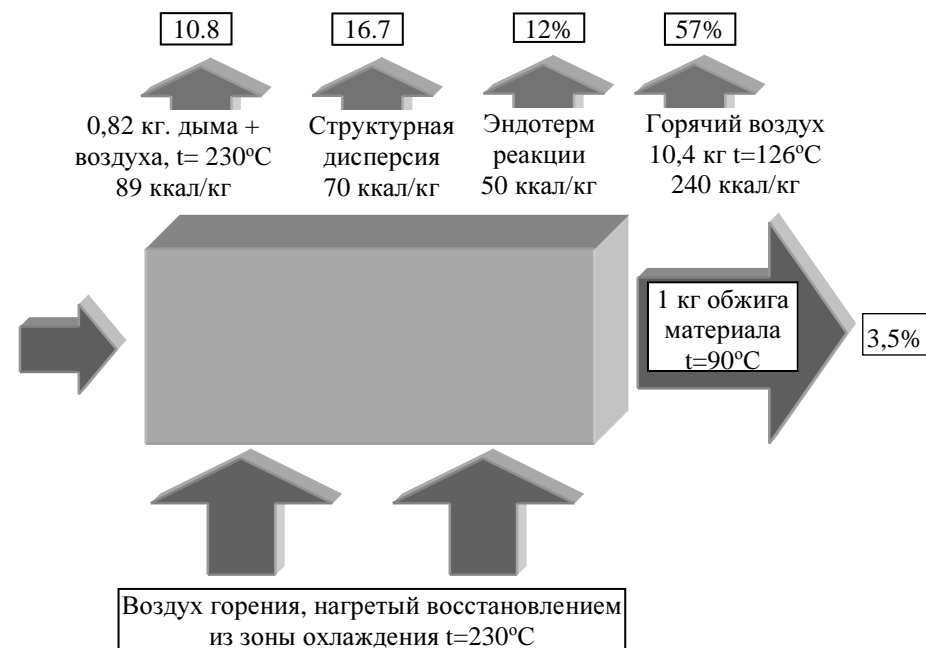 10.8
16.7
12%
57%
0,82 кг. дыма +
воздуха, t= 230ºC
89 ккал/кг
Структурная
дисперсия
70 ккал/кг
Эндотерм
реакции
50 ккал/кг
Горячий воздух
10,4 кг t=126ºC
240 ккал/кг
1 кг обжига
материала
t=90ºC
3,5%
Воздух горения, нагретый восстановлением
из зоны охлаждения t=230ºC